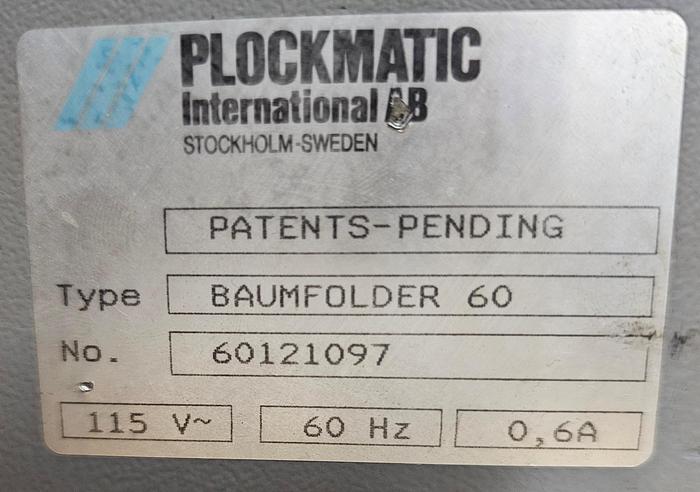 PLOCKMATIC
International AB
STOCKHOLM-SWEDEN
PATENTS-PENDING
Type BAUMFOLDER 60
No. 60121097
115 V~ 60 Hz 0,6A